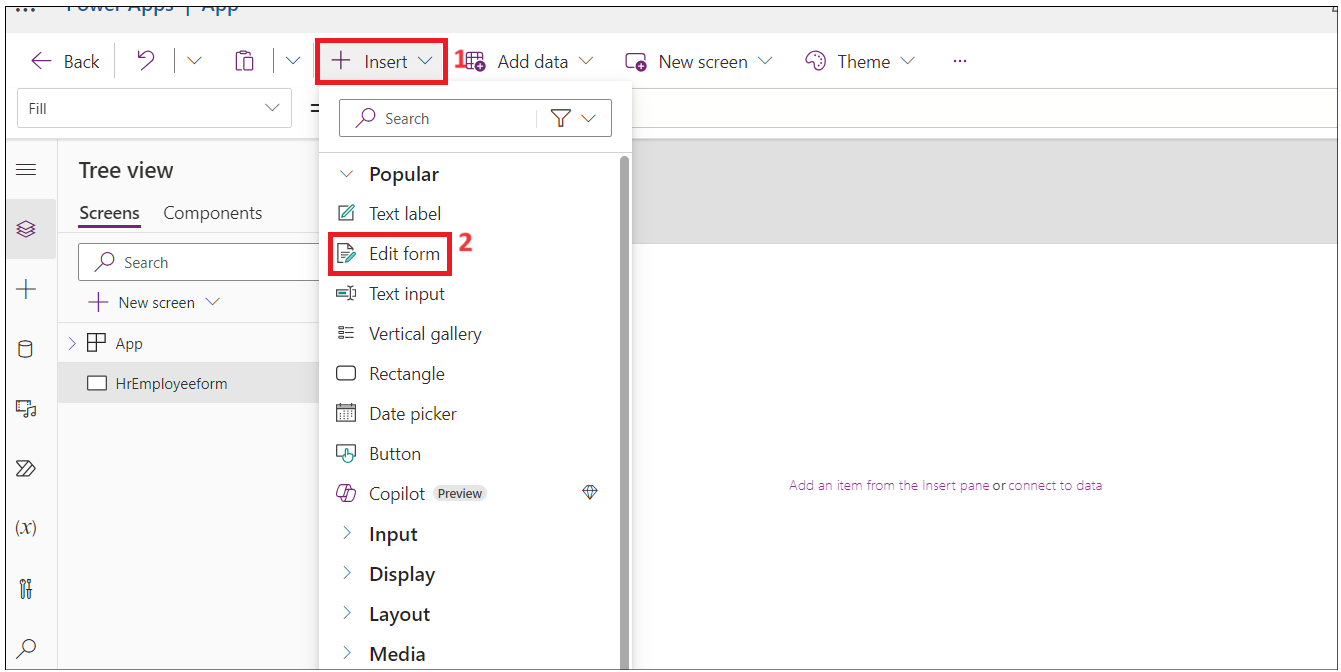 Power Apps | App
Back
Insert
1
Add data
New screen
Theme
...
Fill
=
Search
Tree view
Screens
Components
Search
New screen
App
HrEmployeeform
Popular
Text label
Edit form
2
Text input
Vertical gallery
Rectangle
Date picker
Button
Copilot Preview
Input
Display
Layout
Media
(x)
Add an item from the Insert pane or connect to data